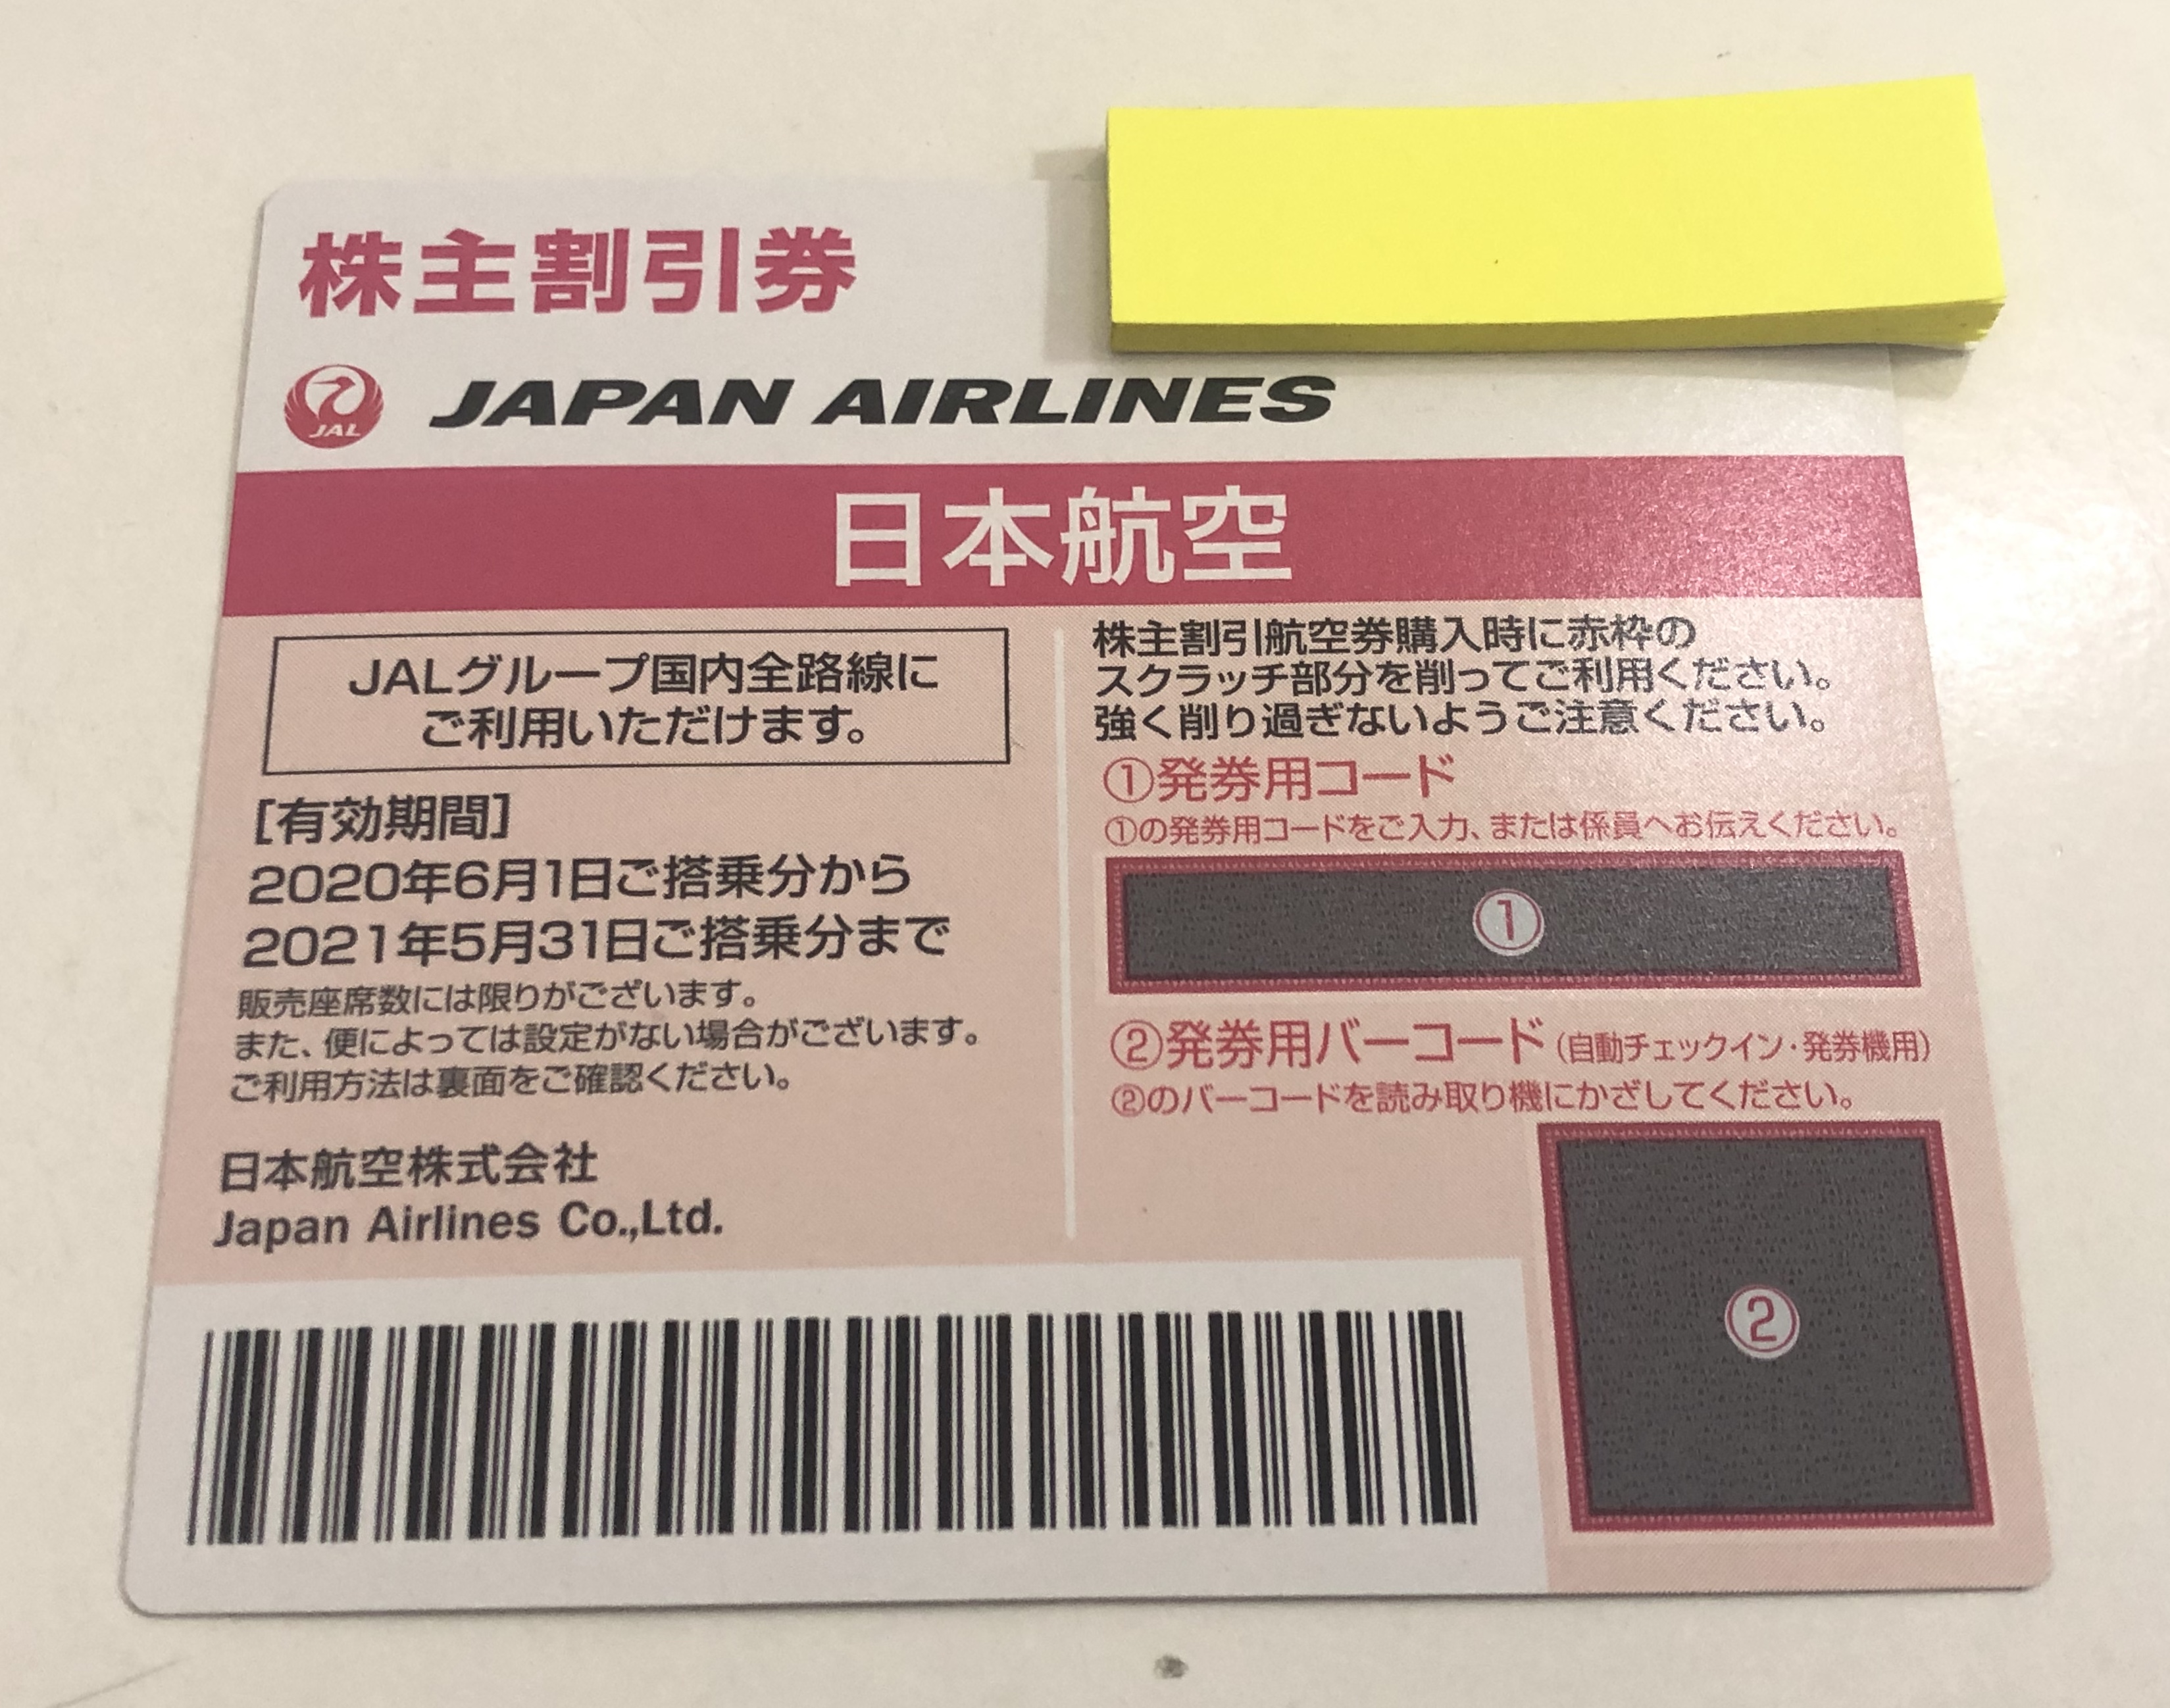 株主割引券
JAL JAPAN AIRLINES
日本航空
JALグループ国内全路線に
ご利用いただけます。
[有効期間]
2020年6月1日ご搭乗分から
2021年5月31日ご搭乗分まで
販売座席数には限りがございます。
また、便によっては設定がない場合がございます。
ご利用方法は裏面をご確認ください。
日本航空株式会社
Japan Airlines Co.,Ltd.
株主割引航空券購入時に赤枠の
スクラッチ部分を削ってご利用ください。
強く削り過ぎないようご注意ください。
①発券用コード
①の発券用コードをご入力、または係員へお伝えください。
①
②発券用バーコード(自動チェックイン・発券機用)
②のバーコードを読み取り機にかざしてください。
②